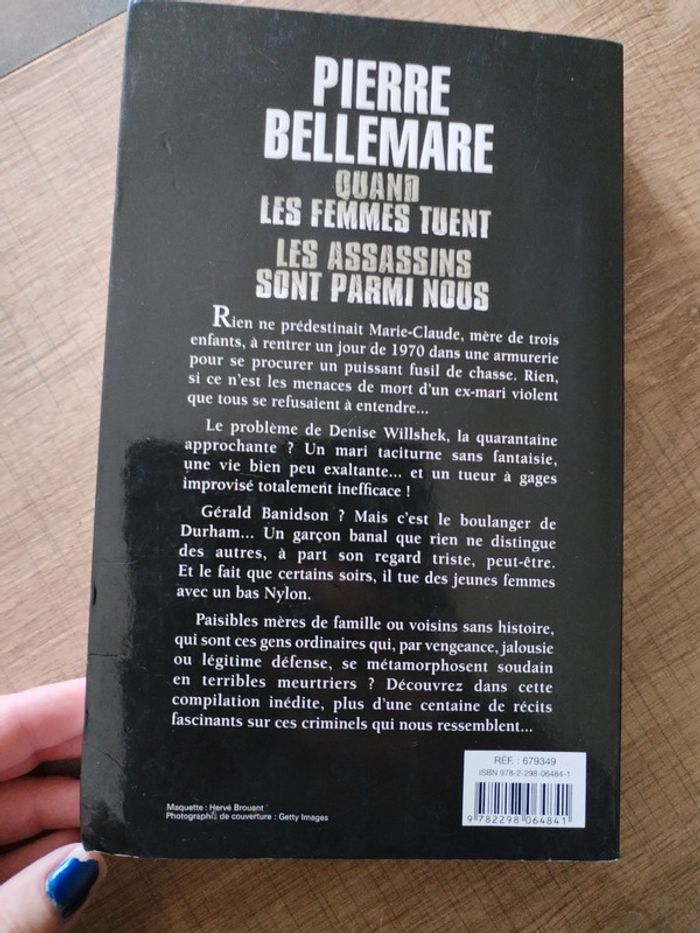 PIERRE
BELLEMARE
QUAND
LES FEMMES TUENT
LES ASSASSINS
SONT PARMI NOUS
Rien ne prédestinait Marie-Claude, mère de trois
enfants, à rentrer un jour de 1970 dans une armurerie
pour se procurer un puissant fusil de chasse. Rien,
si ce n'est les menaces de mort d'un ex-mari violent
que tous se refusaient à entendre...
Le problème de Denise Willshek, la quarantaine
approchante ? Un mari taciturne sans fantaisie,
une vie bien peu exaltante... et un tueur à gages
improvisé totalement inefficace !
Gérald Banidson ? Mais c'est le boulanger de
Durham... Un garçon banal que rien ne distingue
des autres, à part son regard triste, peut-être.
Et le fait que certains soirs, il tue des jeunes femmes
avec un bas Nylon.
Paisibles mères de famille ou voisins sans histoire,
qui sont ces gens ordinaires qui, par vengeance, jalousie
ou légitime défense, se métamorphosent soudain
en terribles meurtriers ? Découvrez dans cette
compilation inédite, plus d'une centaine de récits
fascinants sur ces criminels qui nous ressemblent...
RÉF. : 679349
ISBN 978-2-298-06484-1
9 782298 064841
Maquette : Hervé Brouant
Photographie de couverture : Getty Images